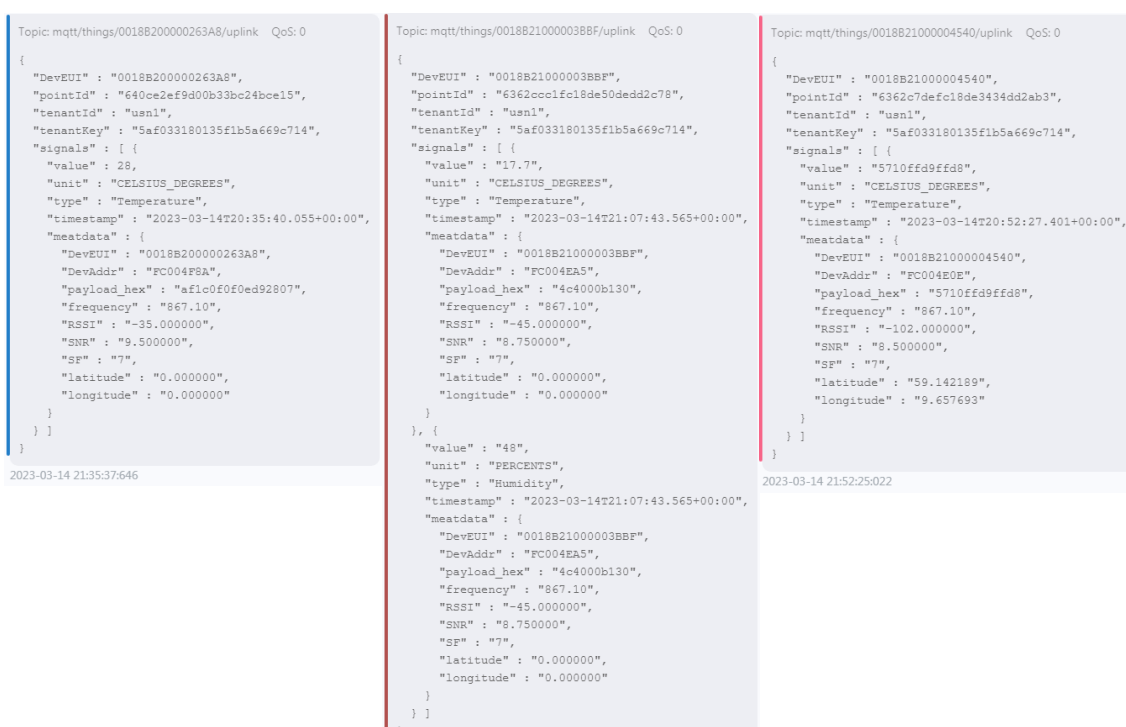 Topic: mqtt/things/0018B200000263A8/uplink QoS: 0
{
"DevEUI" : "0018B200000263A8",
"pointId" : "640ce2ef9d00b33bc24bce15",
"tenantId" : "usn1",
"tenantKey" : "5af033180135f1b5a669c714",
"signals" : [ {
"value" : 28,
"unit" : "CELSIUS_DEGREES",
"type" : "Temperature",
"timestamp" : "2023-03-14T20:35:40.055+00:00",
"meatdata" : {
"DevEUI" : "0018B200000263A8",
"DevAddr" : "FC004F8A",
"payload_hex" : "af1c0f0f0ed92807",
"frequency" : "867.10",
"RSSI" : "-35.000000",
"SNR" : "9.500000",
"SF" : "7",
"latitude" : "0.000000",
"longitude" : "0.000000"
}
} ]
}
2023-03-14 21:35:37:646
Topic: mqtt/things/0018B21000003BBF/uplink QoS: 0
{
"DevEUI" : "0018B21000003BBF",
"pointId" : "6362ccc1fc18de50dedd2c78",
"tenantId" : "usn1",
"tenantKey" : "5af033180135f1b5a669c714",
"signals" : [ {
"value" : "17.7",
"unit" : "CELSIUS_DEGREES",
"type" : "Temperature",
"timestamp" : "2023-03-14T21:07:43.565+00:00",
"meatdata" : {
"DevEUI" : "0018B21000003BBF",
"DevAddr" : "FC004EA5",
"payload_hex" : "4c4000b130",
"frequency" : "867.10",
"RSSI" : "-45.000000",
"SNR" : "8.750000",
"SF" : "7",
"latitude" : "0.000000",
"longitude" : "0.000000"
}
}, {
"value" : "48",
"unit" : "PERCENTS",
"type" : "Humidity",
"timestamp" : "2023-03-14T21:07:43.565+00:00",
"meatdata" : {
"DevEUI" : "0018B21000003BBF",
"DevAddr" : "FC004EA5",
"payload_hex" : "4c4000b130",
"frequency" : "867.10",
"RSSI" : "-45.000000",
"SNR" : "8.750000",
"SF" : "7",
"latitude" : "0.000000",
"longitude" : "0.000000"
}
} ]
Topic: mqtt/things/0018B21000004540/uplink QoS: 0
{
"DevEUI" : "0018B21000004540",
"pointId" : "6362c7defc18de3434dd2ab3",
"tenantId" : "usn1",
"tenantKey" : "5af033180135f1b5a669c714",
"signals" : [ {
"value" : "5710ffd9ffd8",
"unit" : "CELSIUS_DEGREES",
"type" : "Temperature",
"timestamp" : "2023-03-14T20:52:27.401+00:00",
"meatdata" : {
"DevEUI" : "0018B21000004540",
"DevAddr" : "FC004E0E",
"payload_hex" : "5710ffd9ffd8",
"frequency" : "867.10",
"RSSI" : "-102.000000",
"SNR" : "8.500000",
"SF" : "7",
"latitude" : "59.142189",
"longitude" : "9.657693"
}
} ]
}
2023-03-14 21:52:25:022